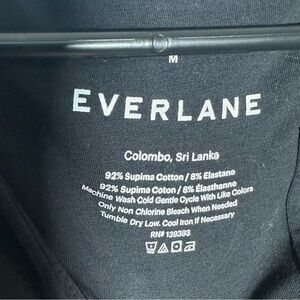 M
EVERLANE
Colombo, Sri Lanka
92% Supima Cotton / 8% Elastane
92% Supima Coton / 8% Élasthanne
Machine Wash Cold Gentle Cycle With Like Colors
Only Non Chlorine Bleach When Needed
Tumble Dry Low. Cool Iron If Necessary
RN# 139393